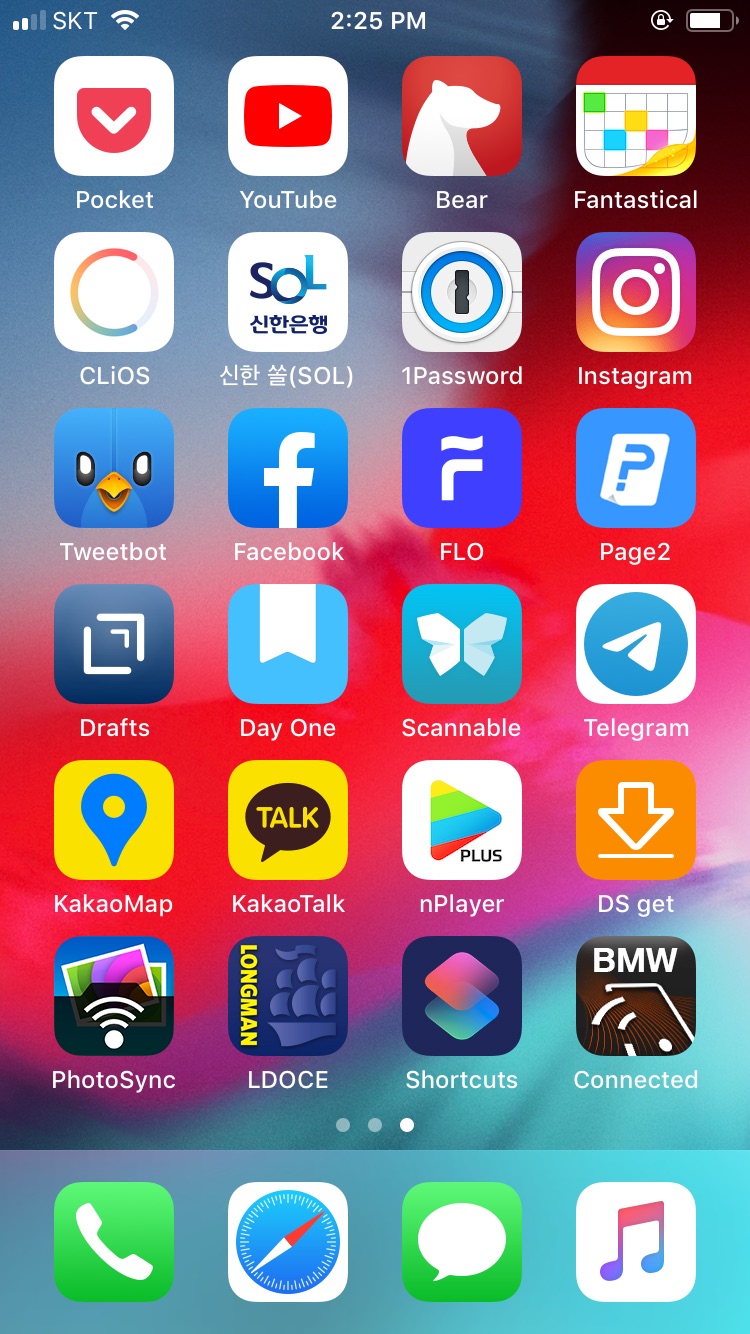 SKT 2:25 PM
Pocket YouTube Bear Fantastical
SOL
신한은행
CLiOS 신한 쏠(SOL) 1Password Instagram
Tweetbot Facebook FLO Page2
Drafts Day One Scannable Telegram
TALK
PLUS
KakaoMap KakaoTalk nPlayer DS get
LONGMAN
BMW
PhotoSync LDOCE Shortcuts Connected